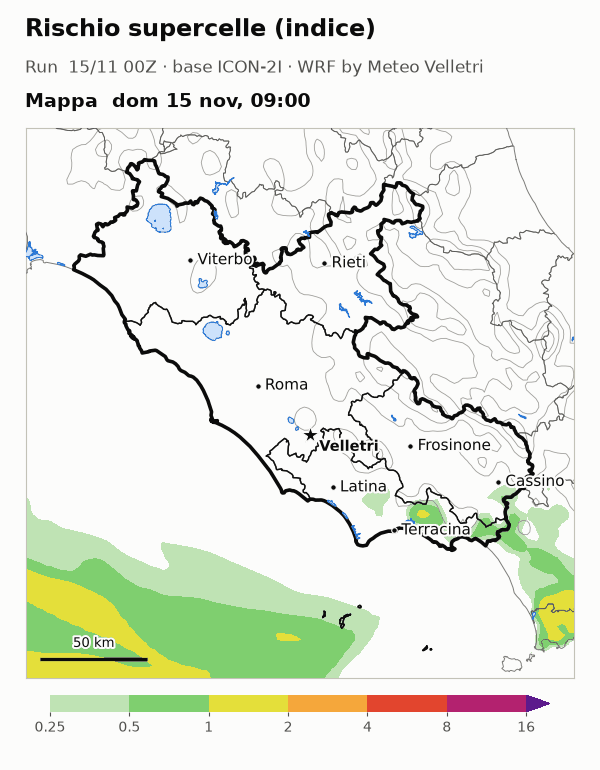 Rischio supercelle (indice)
Run  15/11 00Z · base ICON-2I · WRF by Meteo Velletri
Mappa  dom 15 nov, 09:00
Viterbo
Rieti
Roma
Velletri
Frosinone
Cassino
Latina
Terracina
50 km
0.25 0.5 1 2 4 8 16